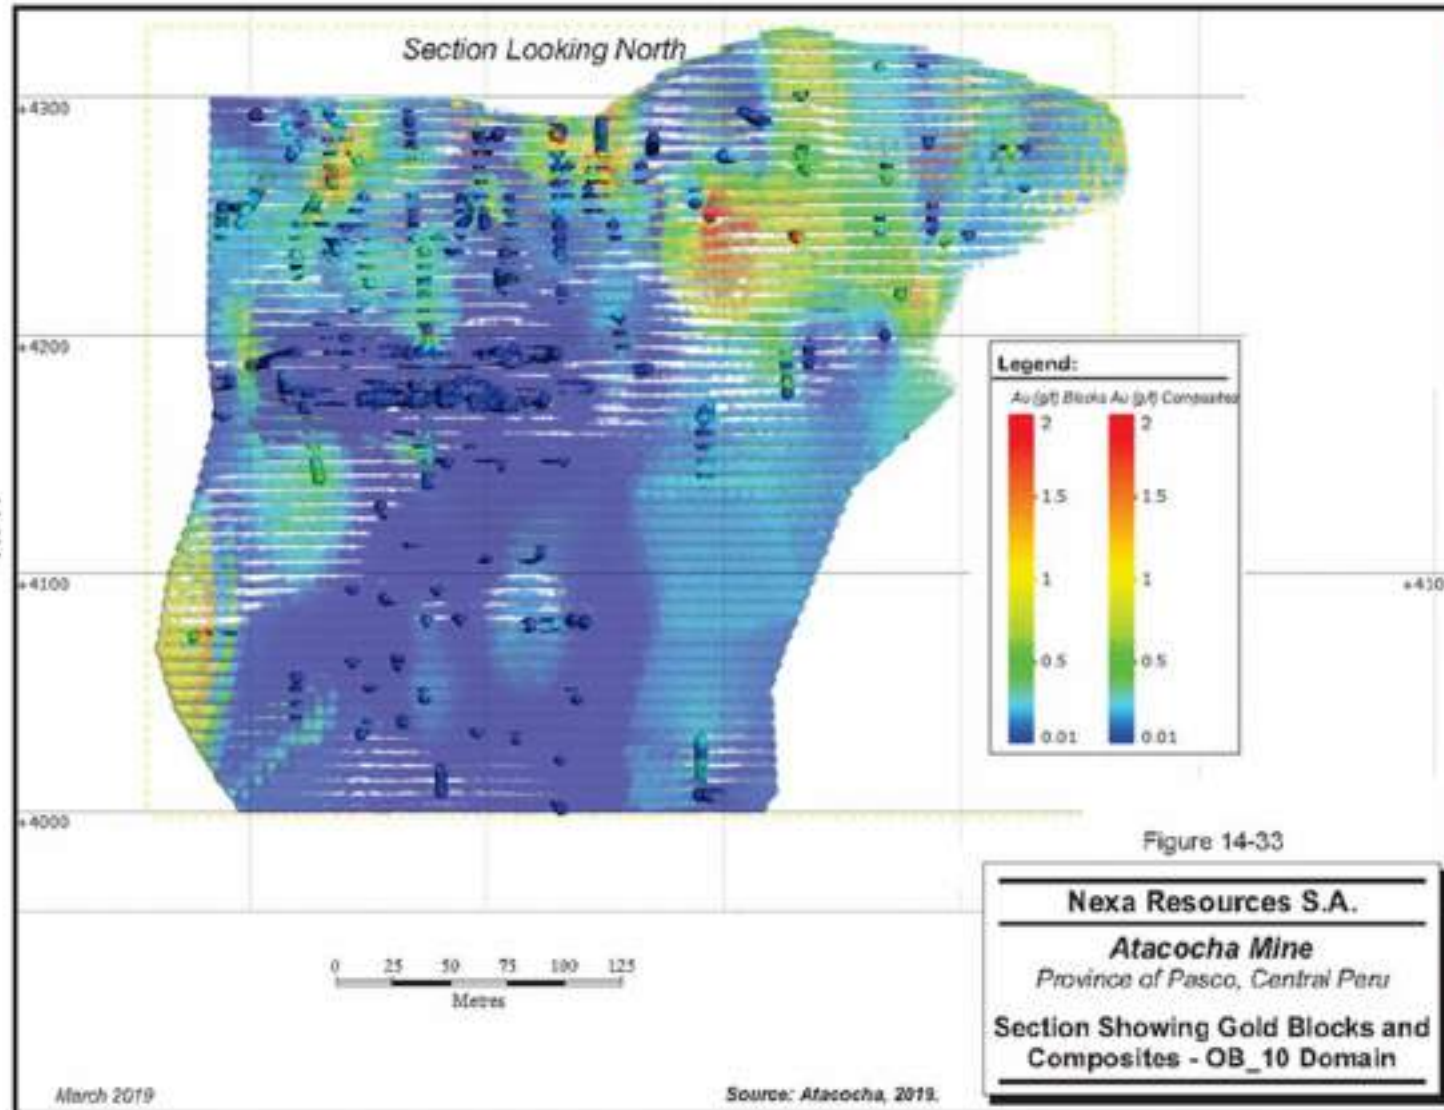 Section Looking North
+4300
+4200
+4100
+410
+4000
Legend:
Au (g/t) Blocks Au (g/t) Composites
2 2
1.5 1.5
1 1
0.5 0.5
0.01 0.01
Figure 14-33
Nexa Resources S.A.
Atacocha Mine
Province of Pasco, Central Peru
Section Showing Gold Blocks and
Composites - OB_10 Domain
0 25 50 75 100 125
Metres
March 2019
Source: Atacocha, 2019.